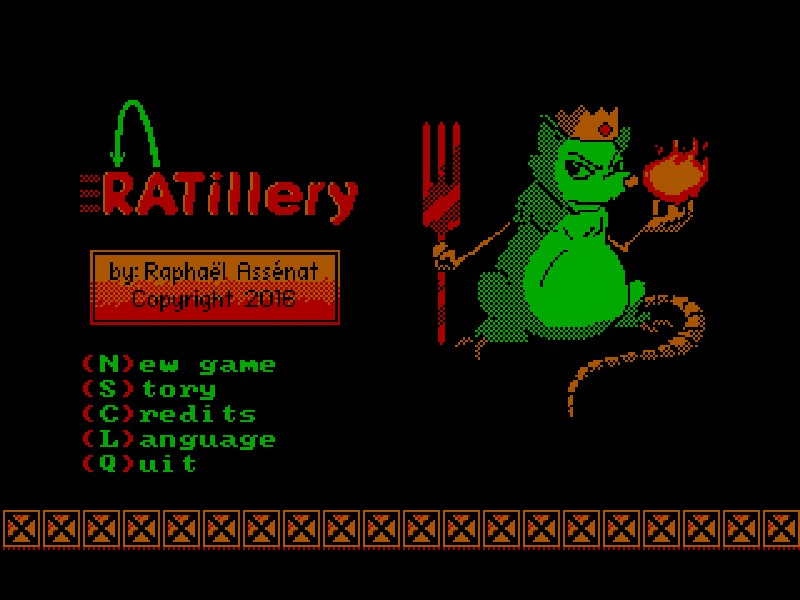 RATillery
by: Raphaël Assénat
Copyright 2016
(N)ew game
(S)tory
(C)redits
(L)anguage
(Q)uit